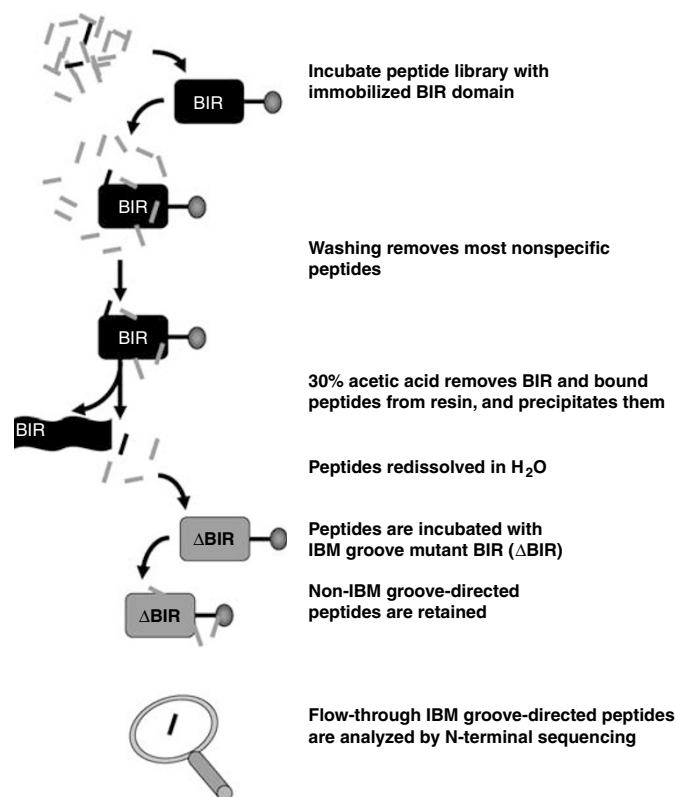 Incubate peptide library with
immobilized BIR domain
BIR
BIR
Washing removes most nonspecific
peptides
BIR
30% acetic acid removes BIR and bound
peptides from resin, and precipitates them
BIR
Peptides redissolved in H₂O
ΔBIR
Peptides are incubated with
IBM groove mutant BIR (ΔBIR)
Non-IBM groove-directed
peptides are retained
ΔBIR
Flow-through IBM groove-directed peptides
are analyzed by N-terminal sequencing